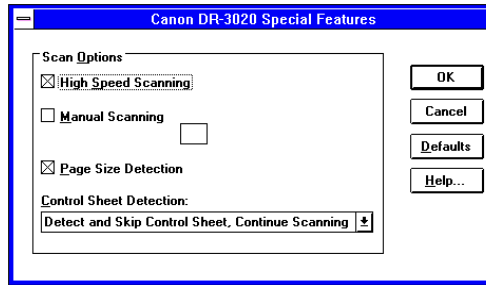 Canon DR-3020 Special Features
Scan Options
High Speed Scanning
Manual Scanning
Page Size Detection
Control Sheet Detection:
Detect and Skip Control Sheet, Continue Scanning
OK
Cancel
Defaults
Help...